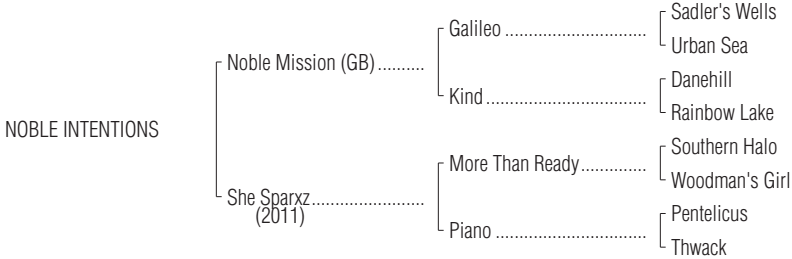 Sadler's Wells
Galileo ..............................
Urban Sea
Noble Mission (GB)..........
Danehill
Kind..................................
Rainbow Lake
NOBLE INTENTIONS
Southern Halo
More Than Ready..............
Woodman's Girl
She Sparxz........................
(2011)
Pentelicus
Piano ................................
Thwack